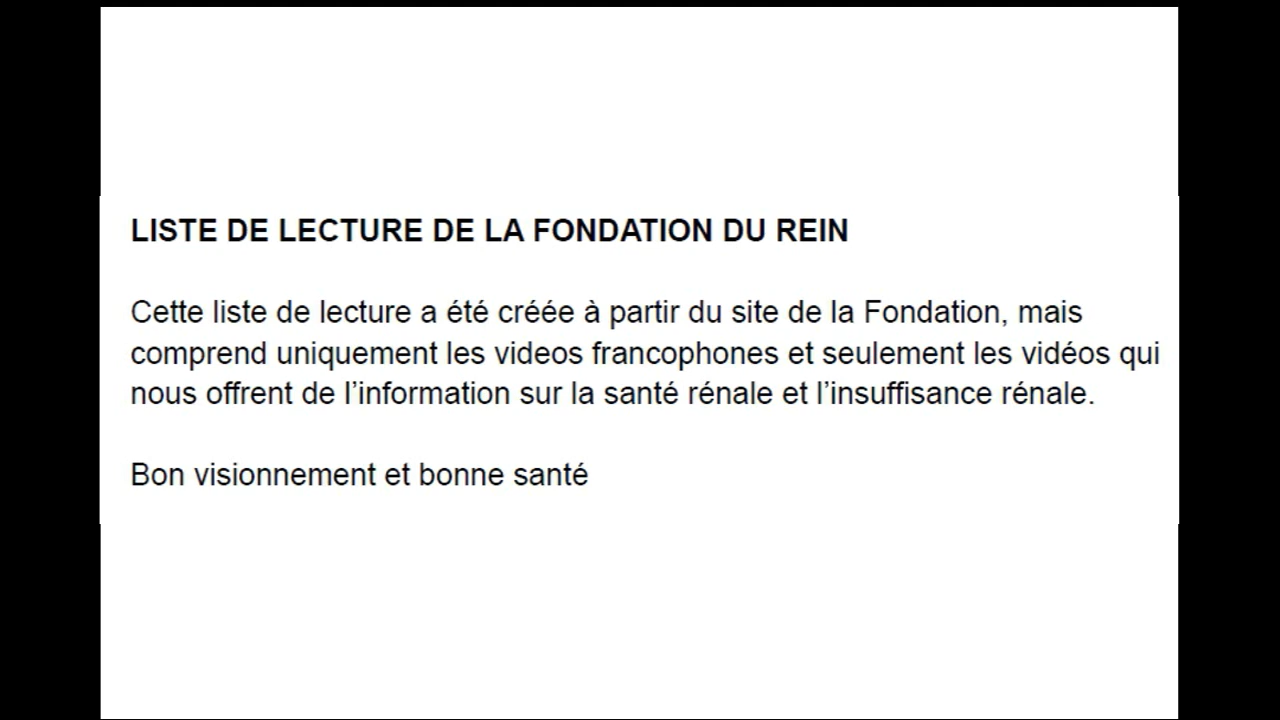 LISTE DE LECTURE DE LA FONDATION DU REIN
Cette liste de lecture a été créée à partir du site de la Fondation, mais
comprend uniquement les videos francophones et seulement les vidéos qui
nous offrent de l’information sur la santé rénale et l’insuffisance rénale.
Bon visionnement et bonne santé